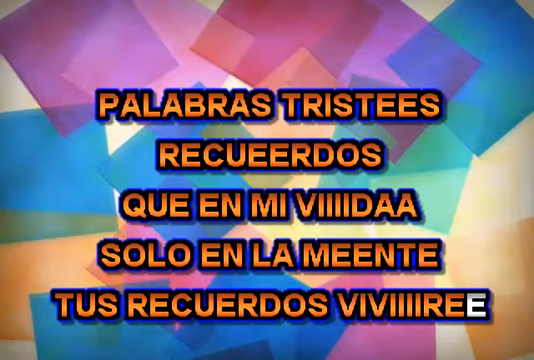 PALABRAS TRISTEES
RECUEERDOS
QUE EN MI VIIIIDAA
SOLO EN LA MEENTE
TUS RECUERDOS VIVIIIIREE